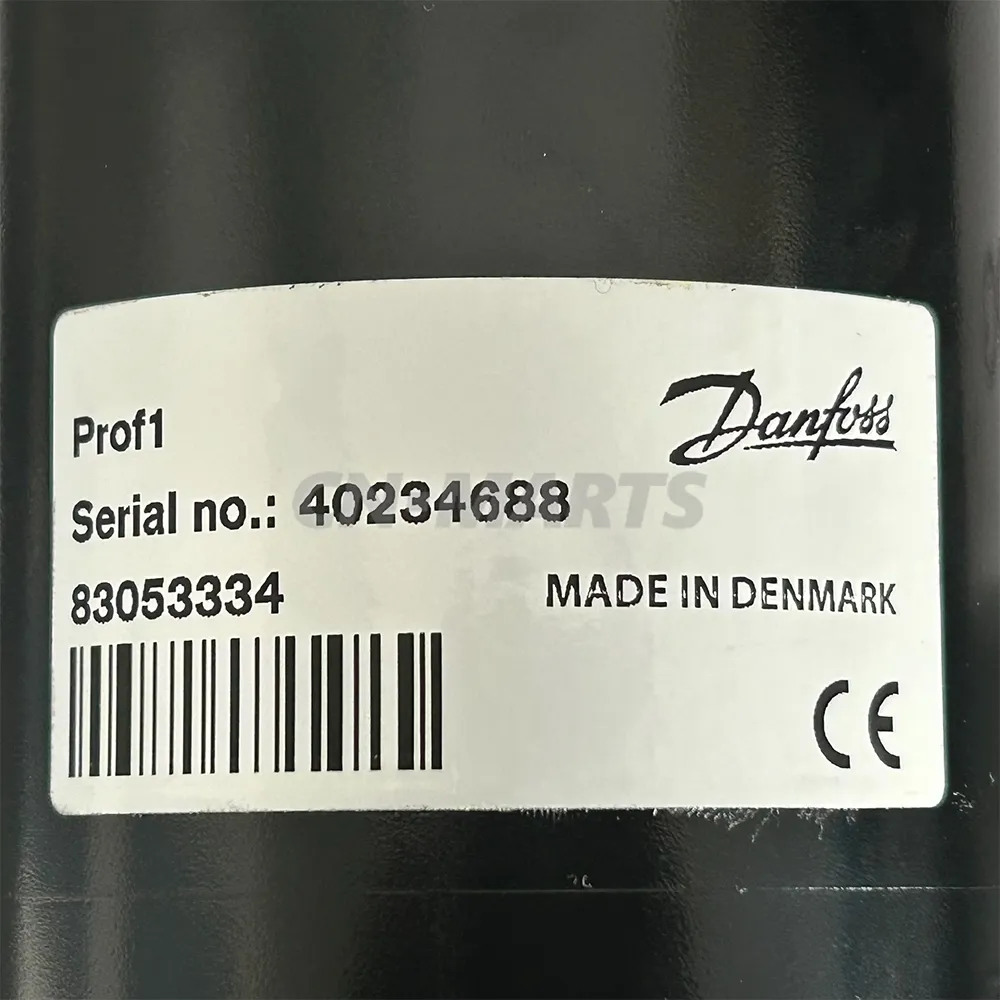 Prof1
Danfoss
Serial no.: 40234688
83053334
MADE IN DENMARK
CE